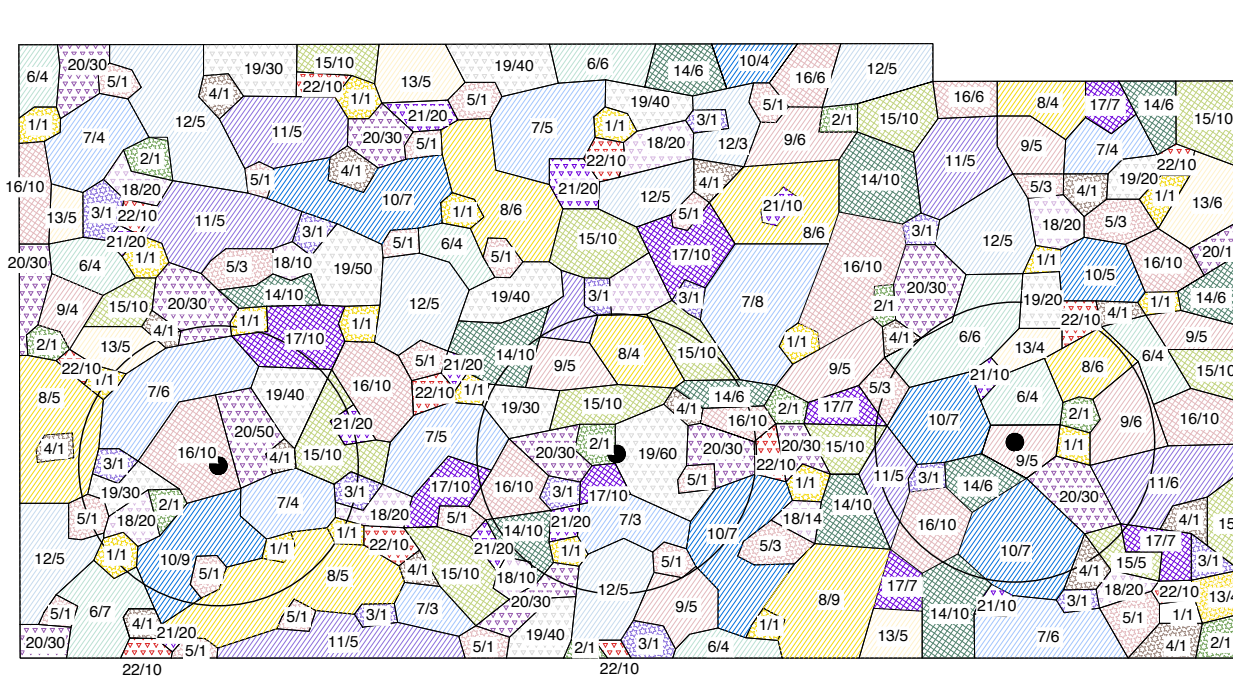 20/30 15/10 19/40 6/6 10/4 12/5
6/4 5/1 19/30 22/10 13/5 14/6 16/6
4/1 1/1 5/1 19/40 5/1 16/6 8/4 17/7 14/6
1/1 12/5 11/5 21/20 7/5 1/1 3/1 2/1 15/10 15/10
7/4 20/30 5/1 18/20 12/3 9/6 9/5 7/4
2/1 4/1 22/10 11/5 22/10
16/10 18/20 5/1 10/7 21/20 12/5 4/1 14/10 5/3 4/1 19/20 1/1
13/5 3/1 22/10 11/5 1/1 8/6 5/1 21/10 13/6
3/1 8/6 3/1 18/20 5/3
21/20 5/1 6/4 15/10 12/5
20/30 6/4 1/1 5/3 18/10 19/50 5/1 17/10 16/10 1/1 10/5 16/10 20/1
9/4 15/10 20/30 14/10 12/5 19/40 3/1 3/1 7/8 2/1 20/30 19/20 1/1 14/6
4/1 1/1 17/10 1/1 22/10 4/1
2/1 13/5 1/1 4/1 6/6 13/4 9/5
22/10 5/1 21/20 14/10 9/5 8/4 15/10 9/5 6/4
1/1 7/6 16/10 21/10 8/6 15/10
8/5 19/40 22/10 1/1 19/30 15/10 14/6 5/3 6/4
4/1 2/1 17/7 10/7 2/1 9/6 16/10
20/50 21/20 7/5 16/10
4/1 16/10 4/1 15/10 20/30 2/1 19/60 20/30 20/30 15/10 1/1
3/1 22/10 9/5
19/30 2/1 7/4 3/1 17/10 16/10 3/1 17/10 5/1 1/1 11/5 3/1 14/6 11/6
5/1 18/20 18/20 5/1 21/20 18/14 14/10 20/30 4/1 15
1/1 14/10 7/3 10/7 16/10
12/5 1/1 10/9 1/1 22/10 21/20 1/1 5/3 10/7 17/7 3/1
5/1 8/5 4/1 15/10 18/10 5/1 4/1 15/5
12/5 17/7 18/20 22/10 13/4
5/1 6/7 5/1 3/1 7/3 20/30 9/5 8/9 14/10 21/10 3/1 5/1 1/1
4/1 21/20 1/1
20/30 5/1 11/5 5/1 19/40 2/1 3/1 6/4 13/5 7/6 4/1 2/1
22/10 22/10